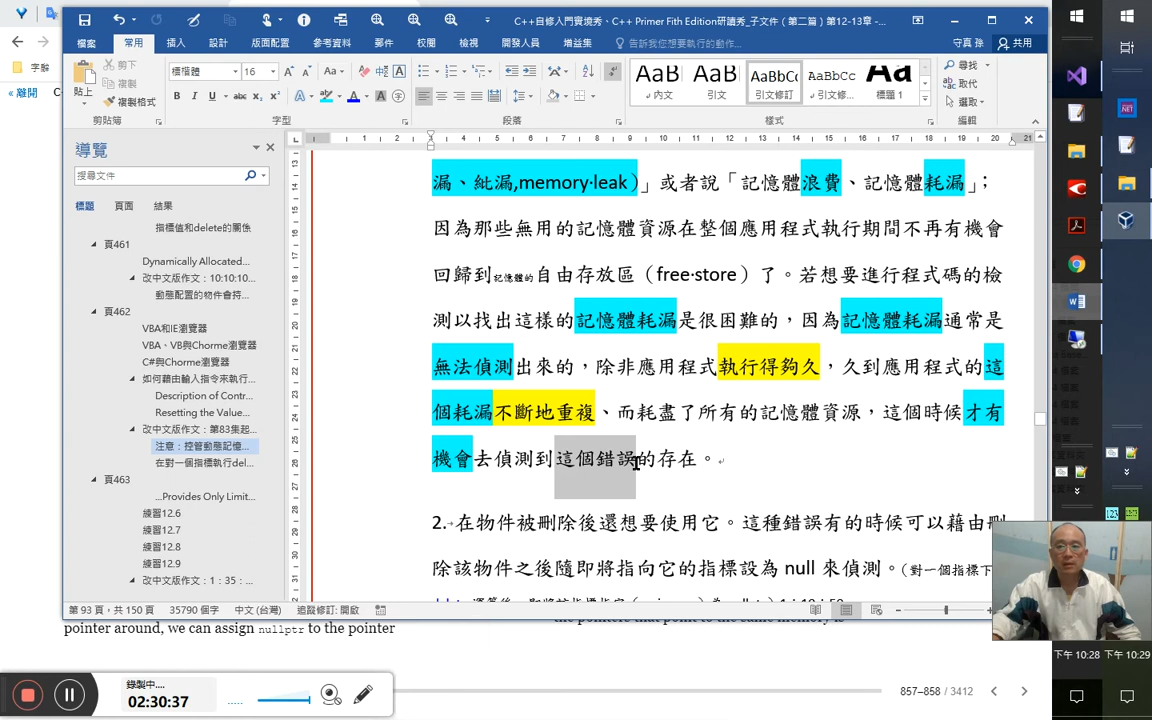 C++自修入門實境秀、C++ Primer Fith Edition研讀秀_子文件（第二篇）第12-13章 - ...
檔案 常用 插入 設計 版面配置 參考資料 郵件 校閱 檢視 開發人員 增益集 告訴我您想要執行的動作... 守真 孫 共用
字齡
« 離開
貼上 剪下 複製 複製格式
剪貼簿
標楷體 16
字型
段落
AaB AaB AaBbCc AaBbCc AaB
內文 引文 引文修訂 引文修... 標題 1
樣式
尋找 取代 選取
編輯
導覽
搜尋文件
標題 頁面 結果
指標值和delete的關係
頁461
Dynamically Allocated...
改中文版作文：10:10:10...
動態配置的物件會持...
頁462
VBA和IE瀏覽器
VBA、VB與Chorme瀏覽器
C#與Chorme瀏覽器
如何藉由輸入指令來執行...
Description of Contr...
Resetting the Value...
改中文版作文：第83集起...
注意：控管動態記憶...
在對一個指標執行del...
頁463
...Provides Only Limit...
練習12.6
練習12.7
練習12.8
練習12.9
改中文版作文：1：35：...
漏、紕漏,memory·leak）」或者說「記憶體浪費、記憶體耗漏」；
因為那些無用的記憶體資源在整個應用程式執行期間不再有機會
回歸到記憶體的自由存放區（free·store）了。若想要進行程式碼的檢
測以找出這樣的記憶體耗漏是很困難的，因為記憶體耗漏通常是
無法偵測出來的，除非應用程式執行得夠久，久到應用程式的這
個耗漏不斷地重複、而耗盡了所有的記憶體資源，這個時候才有
機會去偵測到這個錯誤的存在。
2. 在物件被刪除後還想要使用它。這種錯誤有的時候可以藉由刪
除該物件之後隨即將指向它的指標設為 null 來偵測。（對一個指標下
第 93 頁，共 150 頁 35790 個字 中文 (台灣) 追蹤修訂: 開啟
pointer around, we can assign nullptr to the pointer
the pointers that point to the same memory is
錄製中....
02:30:37
857–858 / 3412
下午 10:28 下午 10:29